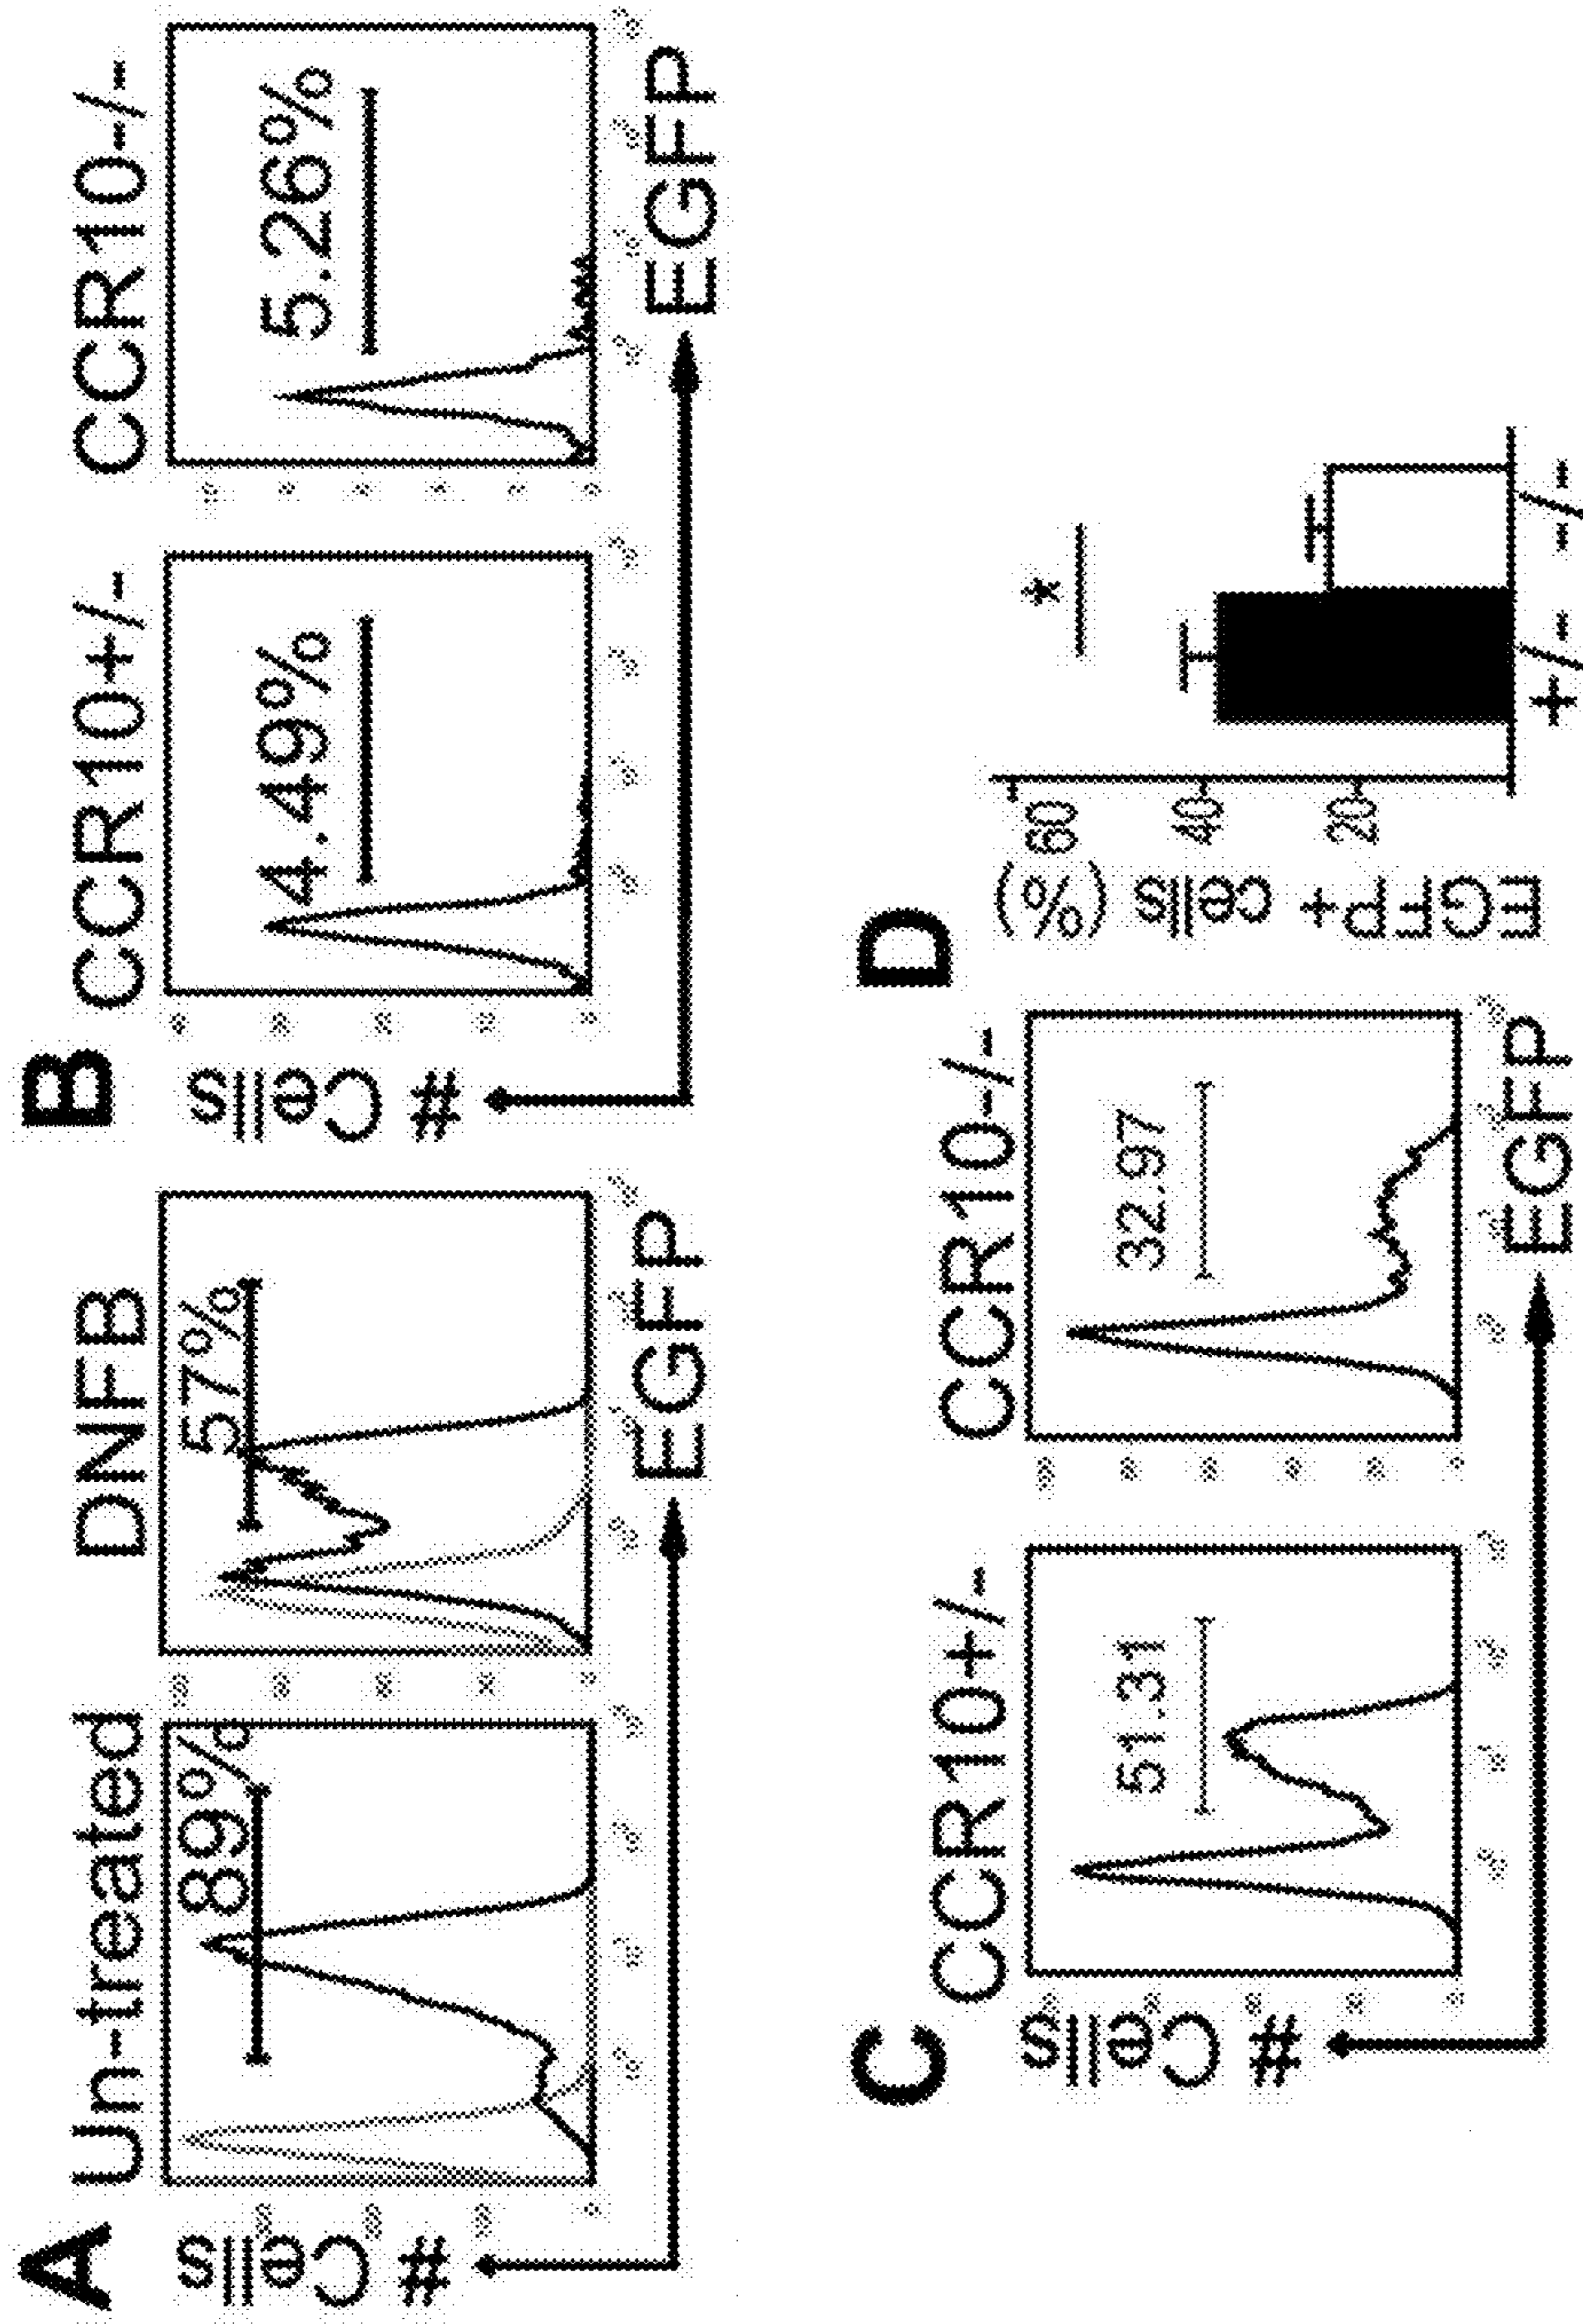 A
Un-treated
DNFB
89%
57%
# Cells
EGFP
B
CCR10+/-
CCR10-/-
4.49%
5.26%
# Cells
EGFP
C
CCR10+/-
CCR10-/-
51.31
32.97
# Cells
EGFP
D
*
EGFP+ cells (%)
60
40
20
+/-
-/-